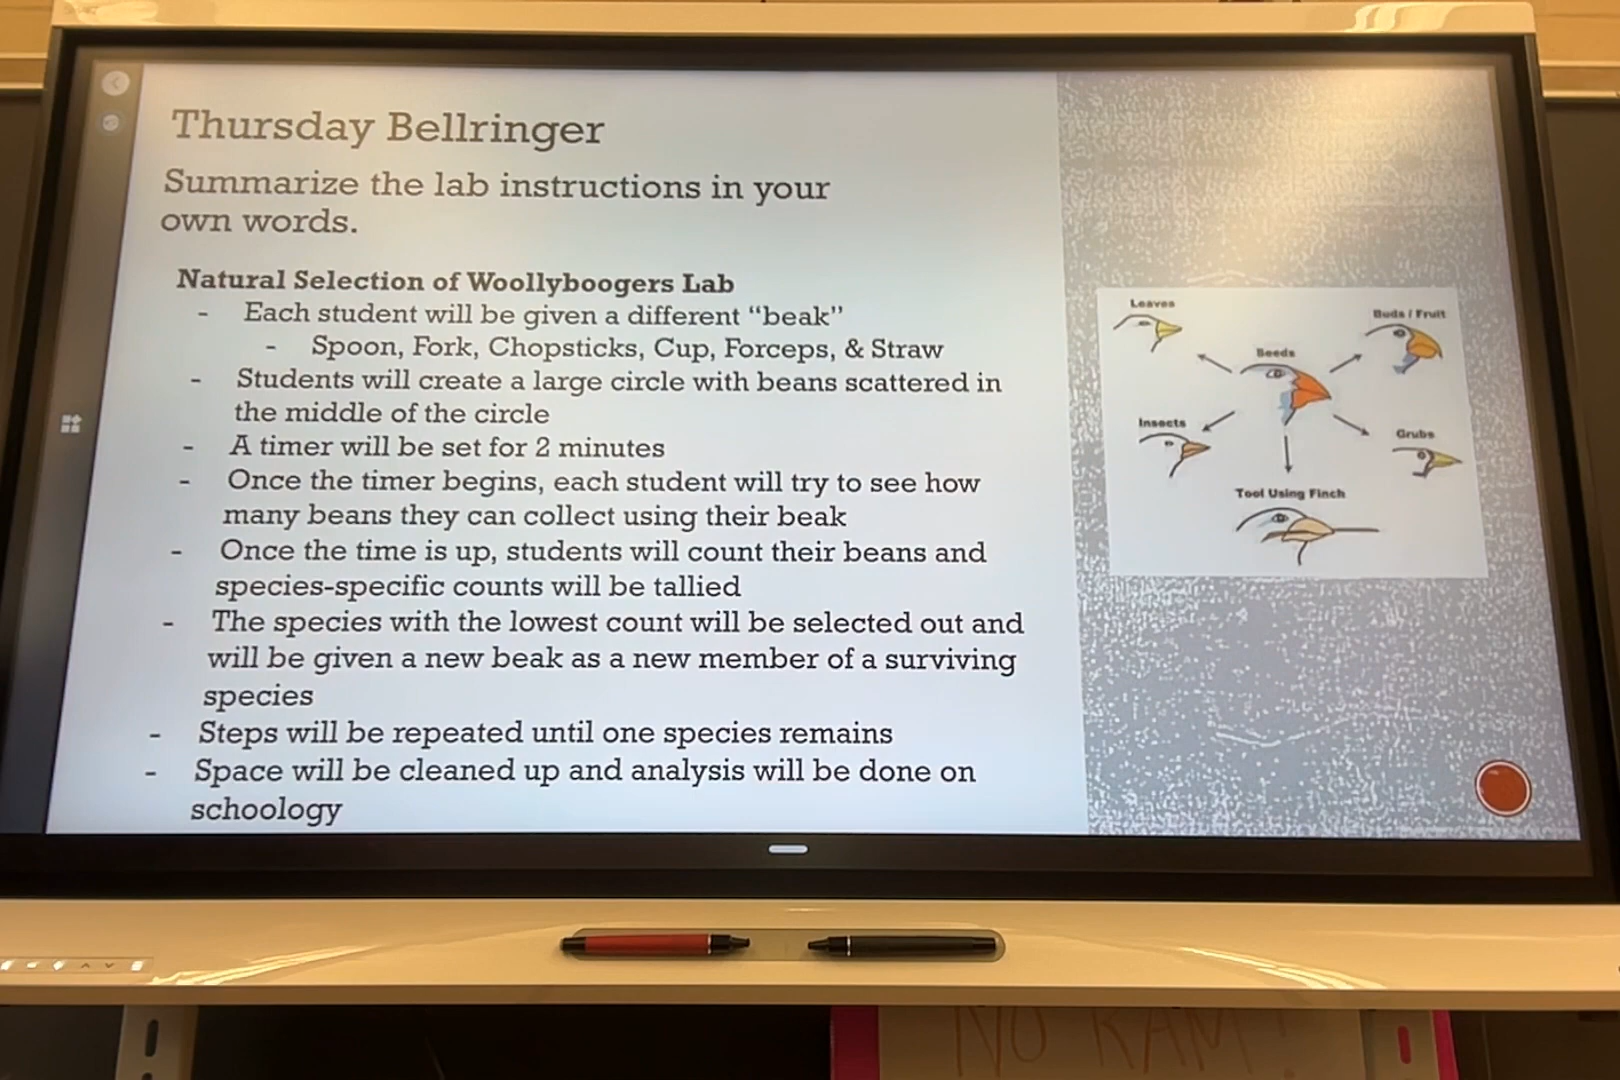 Thursday Bellringer
Summarize the lab instructions in your
own words.
Natural Selection of Woollyboogers Lab
- Each student will be given a different “beak”
- Spoon, Fork, Chopsticks, Cup, Forceps, & Straw
- Students will create a large circle with beans scattered in
the middle of the circle
- A timer will be set for 2 minutes
- Once the timer begins, each student will try to see how
many beans they can collect using their beak
- Once the time is up, students will count their beans and
species-specific counts will be tallied
- The species with the lowest count will be selected out and
will be given a new beak as a new member of a surviving
species
- Steps will be repeated until one species remains
- Space will be cleaned up and analysis will be done on
schoology
Leaves
Buds / Fruit
Seeds
Insects
Grubs
Tool Using Finch